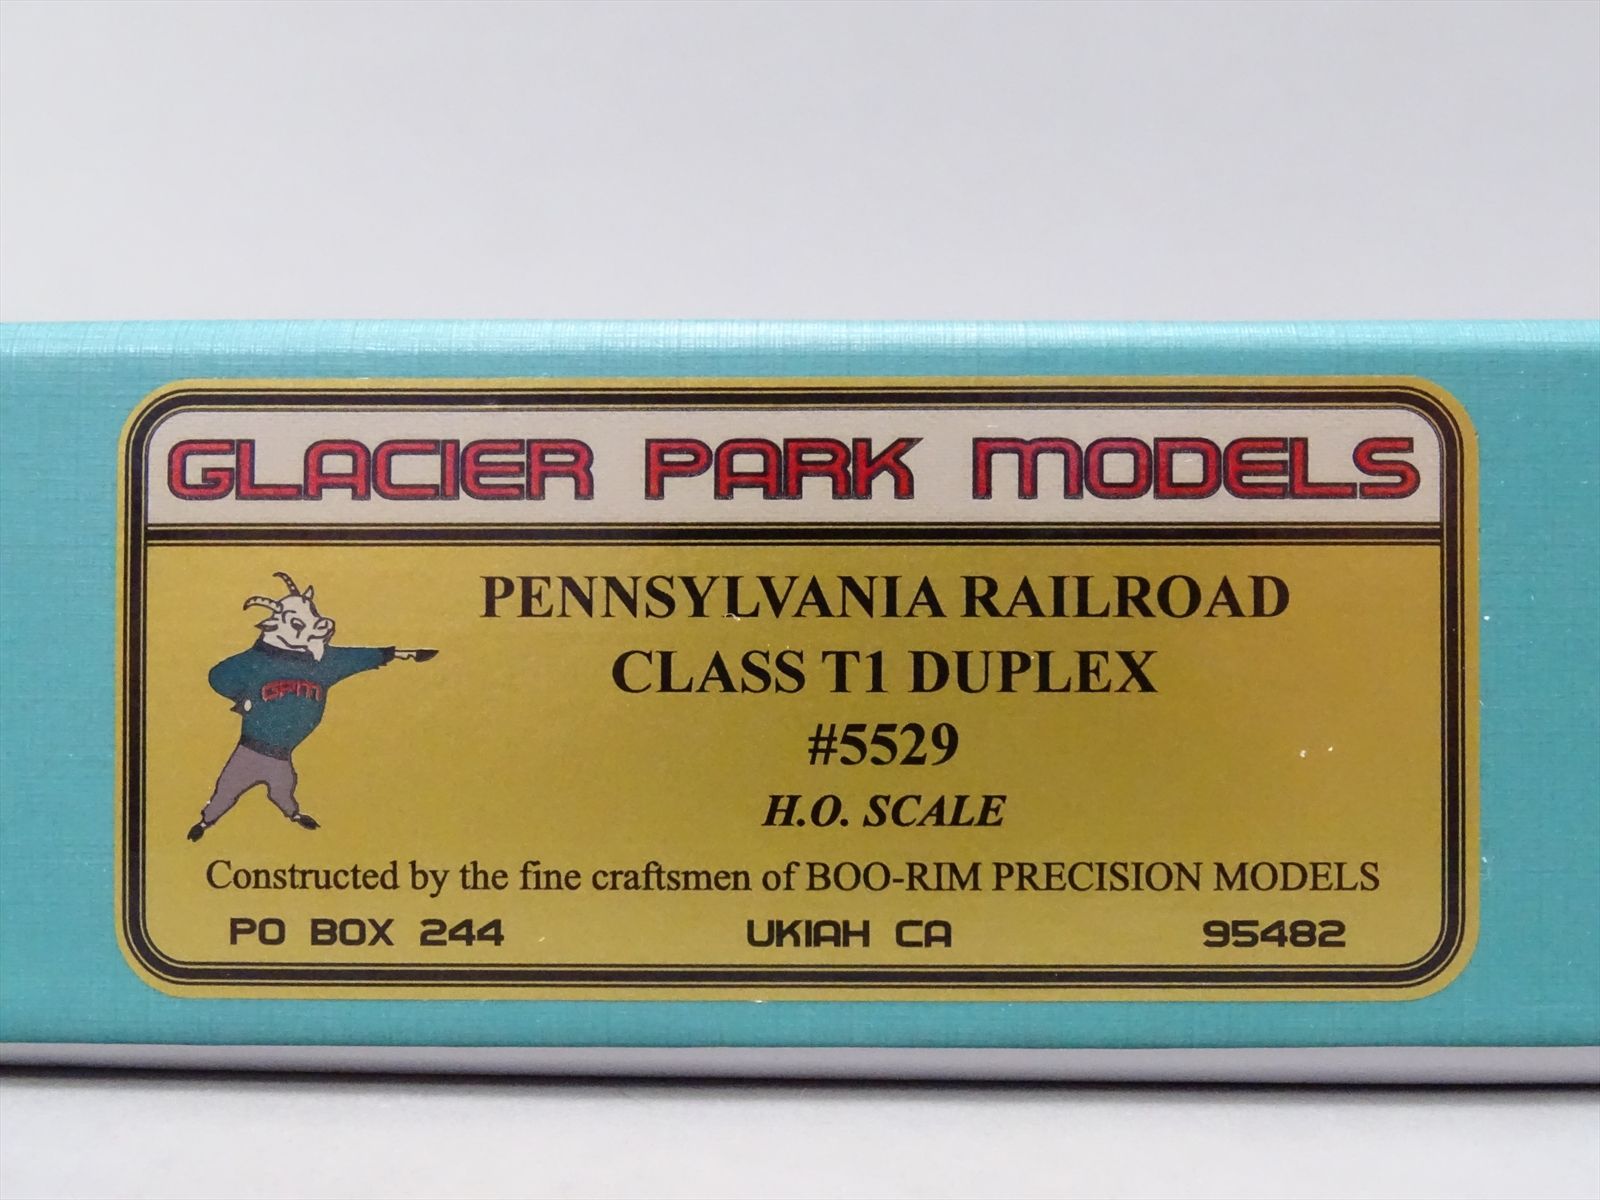 GLACIER PARK MODELS
PENNSYLVANIA RAILROAD
CLASS T1 DUPLEX
#5529
H.O. SCALE
GPM
Constructed by the fine craftsmen of BOO-RIM PRECISION MODELS
PO BOX 244 UKIAH CA 95482